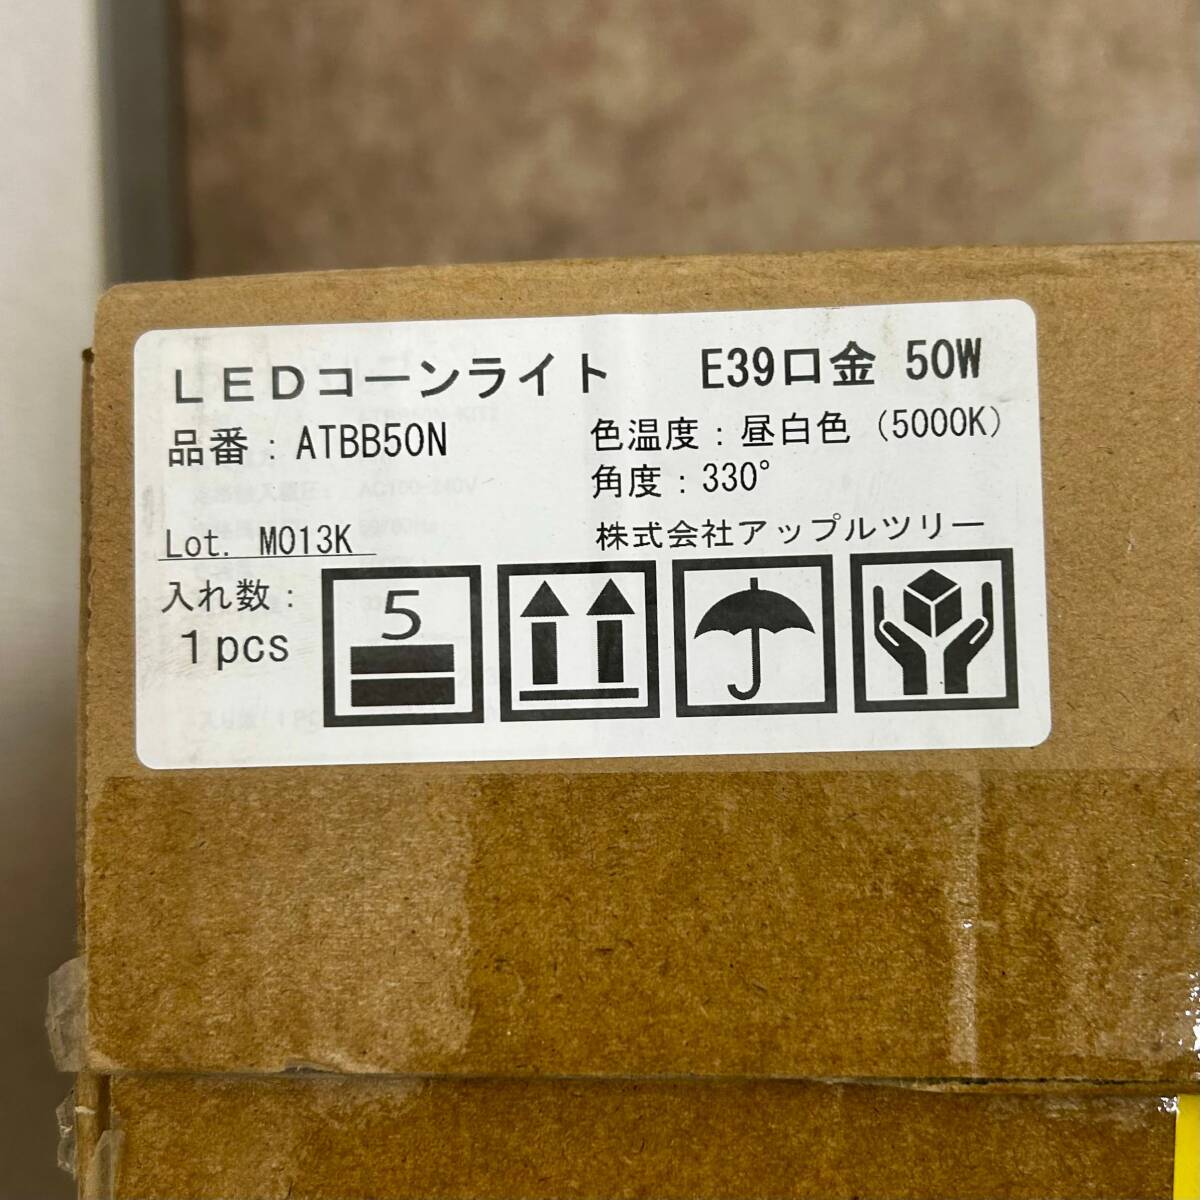 LEDコーンライト E39口金 50W
品番：ATBB50N
色温度：昼白色（5000K）
角度：330°
Lot. M013K
株式会社アップルツリー
入れ数：
1pcs
5